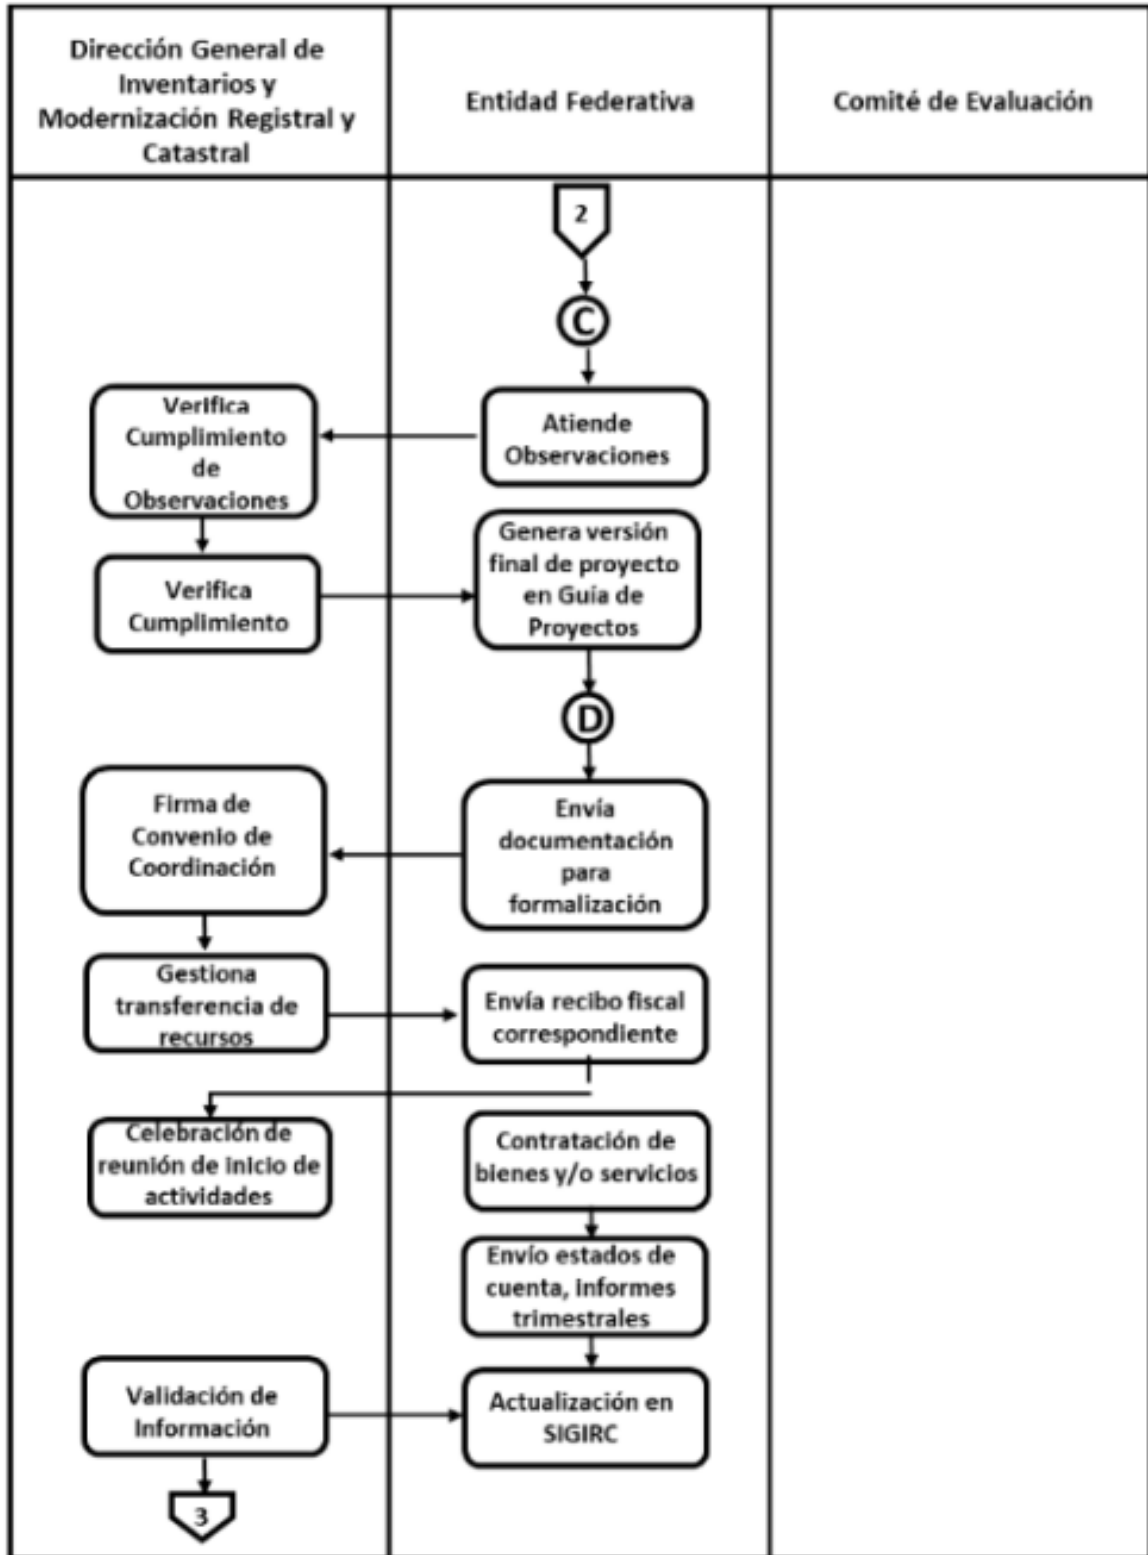 Dirección General de
Inventarios y
Modernización Registral y
Catastral
Entidad Federativa
Comité de Evaluación
2
C
Atiende
Observaciones
Verifica
Cumplimiento
de
Observaciones
Verifica
Cumplimiento
Genera versión
final de proyecto
en Guía de
Proyectos
D
Envía
documentación
para
formalización
Firma de
Convenio de
Coordinación
Gestiona
transferencia de
recursos
Envía recibo fiscal
correspondiente
Celebración de
reunión de inicio de
actividades
Contratación de
bienes y/o servicios
Envío estados de
cuenta, informes
trimestrales
Validación de
Información
Actualización en
SIGIRC
3